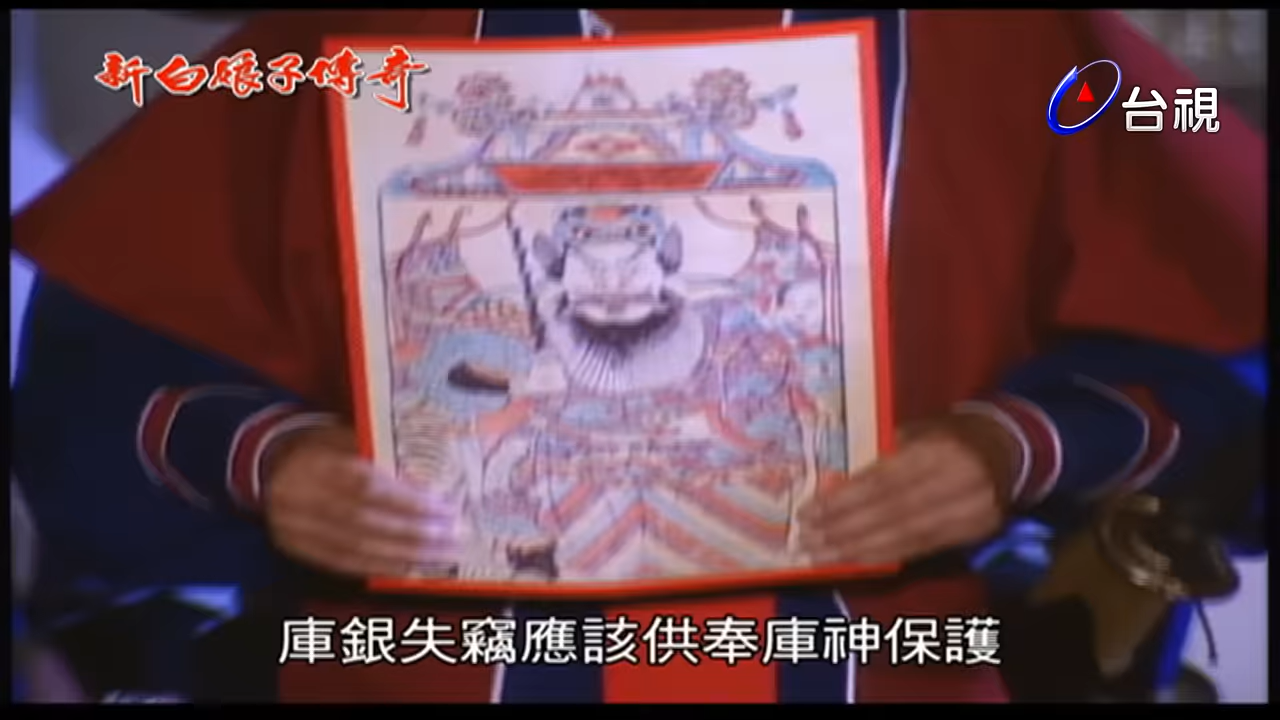 新白娘子傳奇
台視
庫銀失竊應該供奉庫神保護